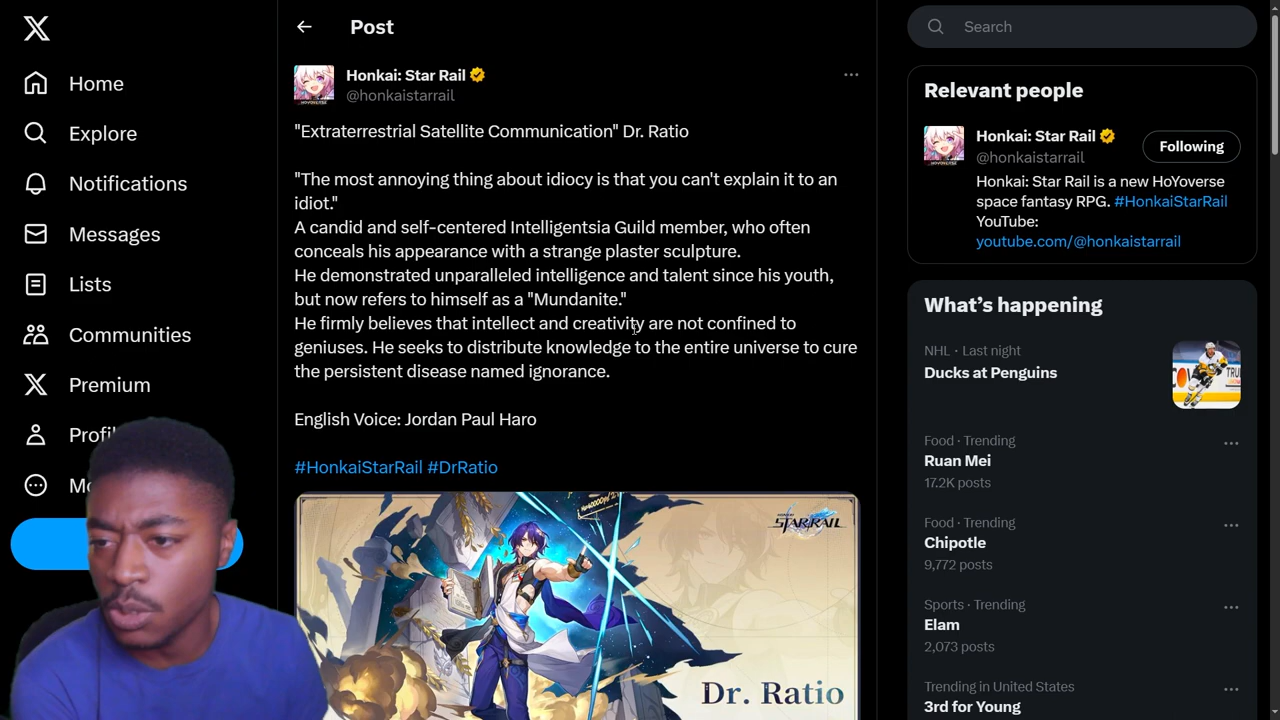 Post
Honkai: Star Rail
@honkaistarrail
"Extraterrestrial Satellite Communication" Dr. Ratio
"The most annoying thing about idiocy is that you can't explain it to an
idiot."
A candid and self-centered Intelligentsia Guild member, who often
conceals his appearance with a strange plaster sculpture.
He demonstrated unparalleled intelligence and talent since his youth,
but now refers to himself as a "Mundanite."
He firmly believes that intellect and creativity are not confined to
geniuses. He seeks to distribute knowledge to the entire universe to cure
the persistent disease named ignorance.
English Voice: Jordan Paul Haro
#HonkaiStarRail #DrRatio
Honkai
STAR RAIL
Dr. Ratio
Home
Explore
Notifications
Messages
Lists
Communities
Premium
Profi
Mo
Search
Relevant people
Honkai: Star Rail
@honkaistarrail
Following
Honkai: Star Rail is a new HoYoverse
space fantasy RPG. #HonkaiStarRail
YouTube:
youtube.com/@honkaistarrail
What's happening
NHL · Last night
Ducks at Penguins
Food · Trending
Ruan Mei
17.2K posts
Food · Trending
Chipotle
9,772 posts
Sports · Trending
Elam
2,073 posts
Trending in United States
3rd for Young